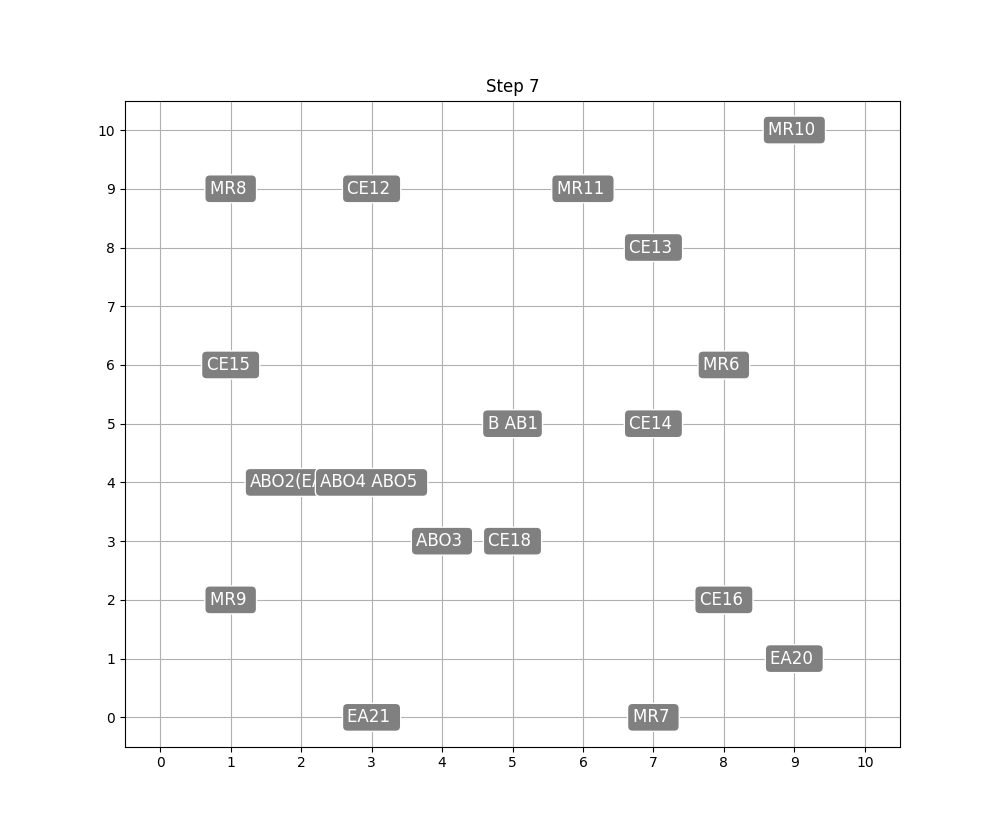 Step 7
10
MR10
9
MR8 CE12 MR11
8
CE13
7
6
CE15 MR6
5
B AB1 CE14
4
ABO4 ABO5
3
ABO3 CE18
2
MR9 CE16
1
EA20
0
EA21 MR7
0 1 2 3 4 5 6 7 8 9 10